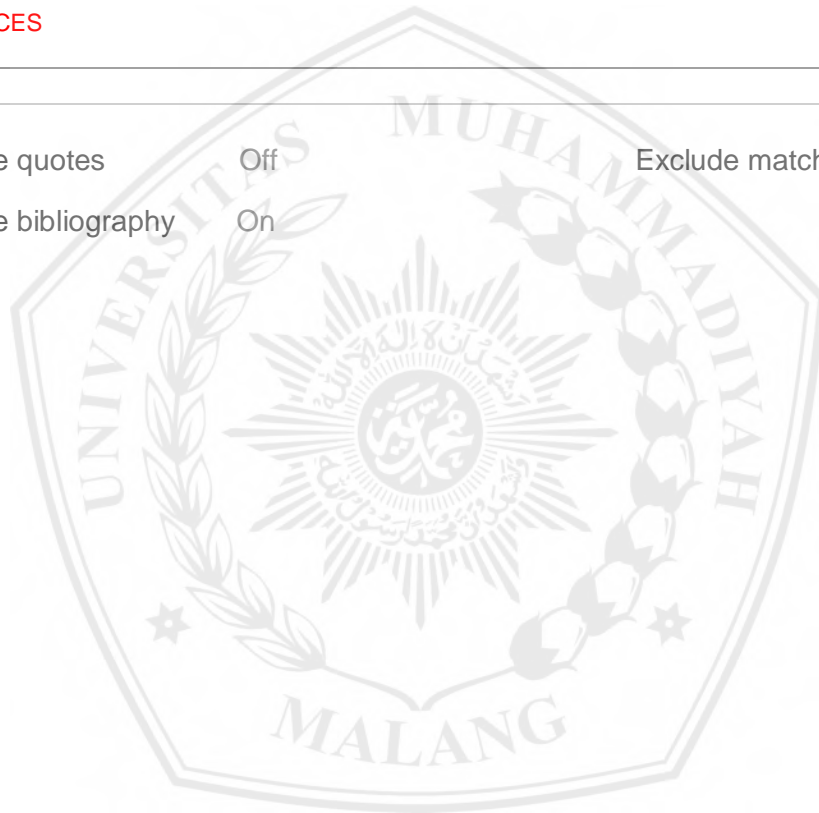 CES
e quotes Off Exclude match
e bibliography On
UNIVERSITAS MUHAMMADIYAH
MALANG